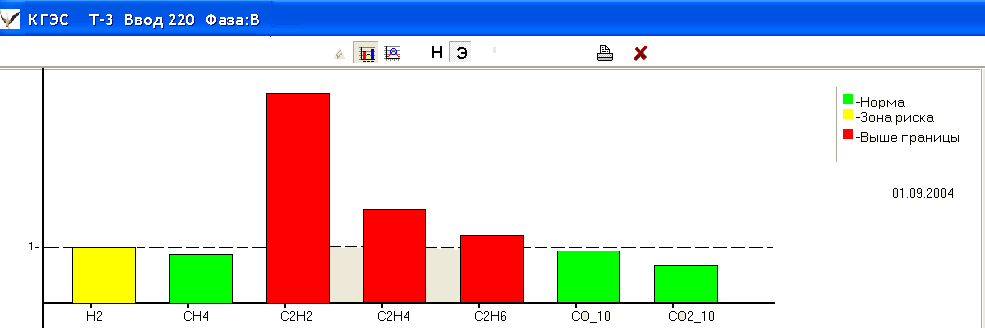 КГЭС Т-3 Ввод 220 Фаза:В
Н Э
-Норма
-Зона риска
-Выше границы
01.09.2004
1-
H2 CH4 C2H2 C2H4 C2H6 CO_10 CO2_10